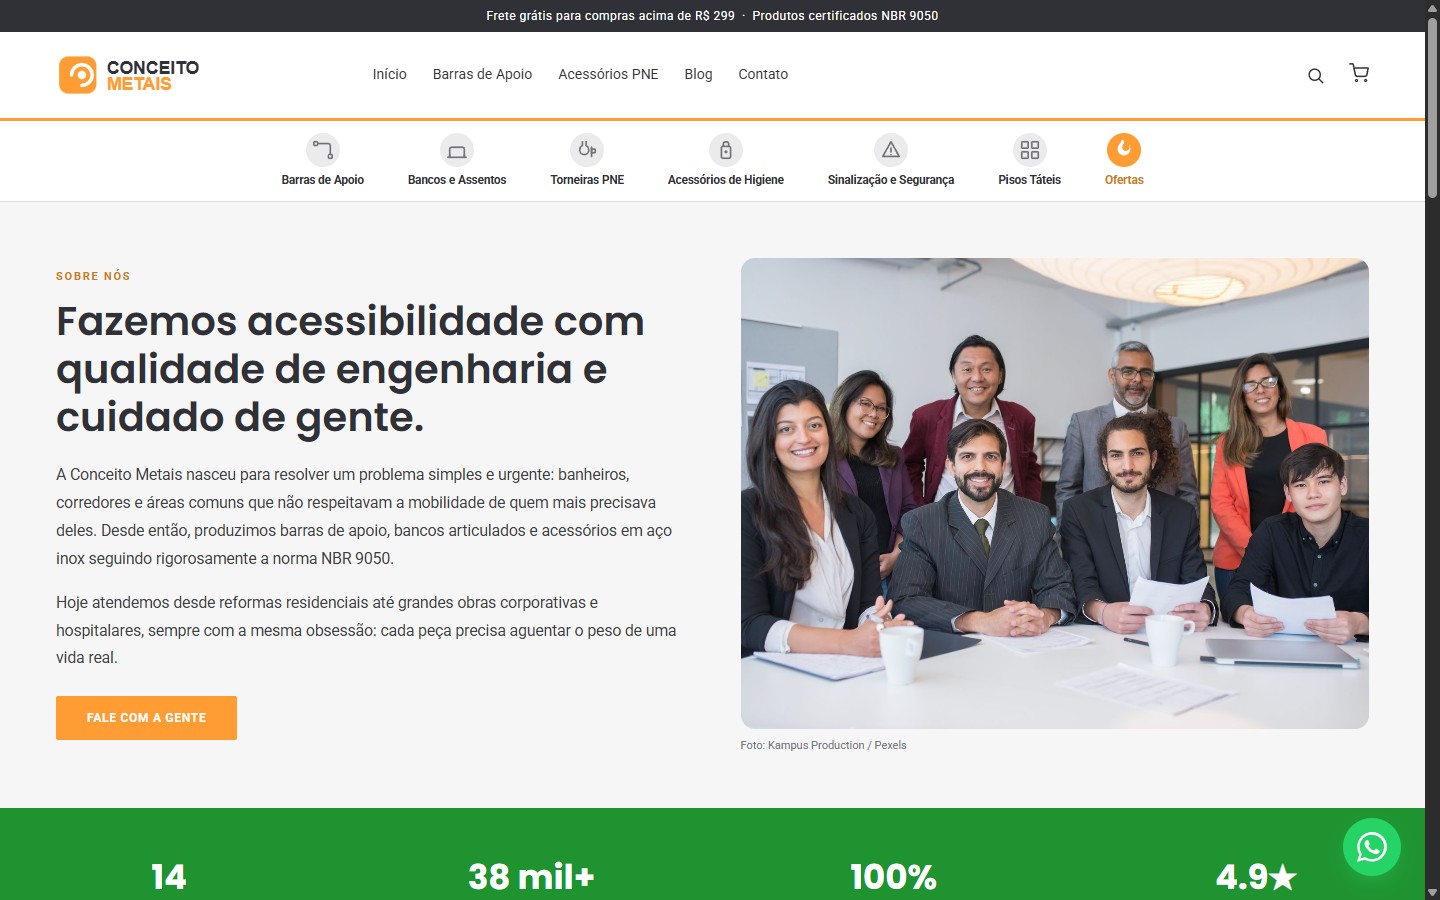 Frete grátis para compras acima de R$ 299 · Produtos certificados NBR 9050
CONCEITO
METAIS
Início Barras de Apoio Acessórios PNE Blog Contato
Barras de Apoio Bancos e Assentos Torneiras PNE Acessórios de Higiene Sinalização e Segurança Pisos Táteis Ofertas
SOBRE NÓS
Fazemos acessibilidade com
qualidade de engenharia e
cuidado de gente.
A Conceito Metais nasceu para resolver um problema simples e urgente: banheiros,
corredores e áreas comuns que não respeitavam a mobilidade de quem mais precisava
deles. Desde então, produzimos barras de apoio, bancos articulados e acessórios em aço
inox seguindo rigorosamente a norma NBR 9050.
Hoje atendemos desde reformas residenciais até grandes obras corporativas e
hospitalares, sempre com a mesma obsessão: cada peça precisa aguentar o peso de uma
vida real.
FALE COM A GENTE
Foto: Kampus Production / Pexels
14 38 mil+ 100% 4.9★